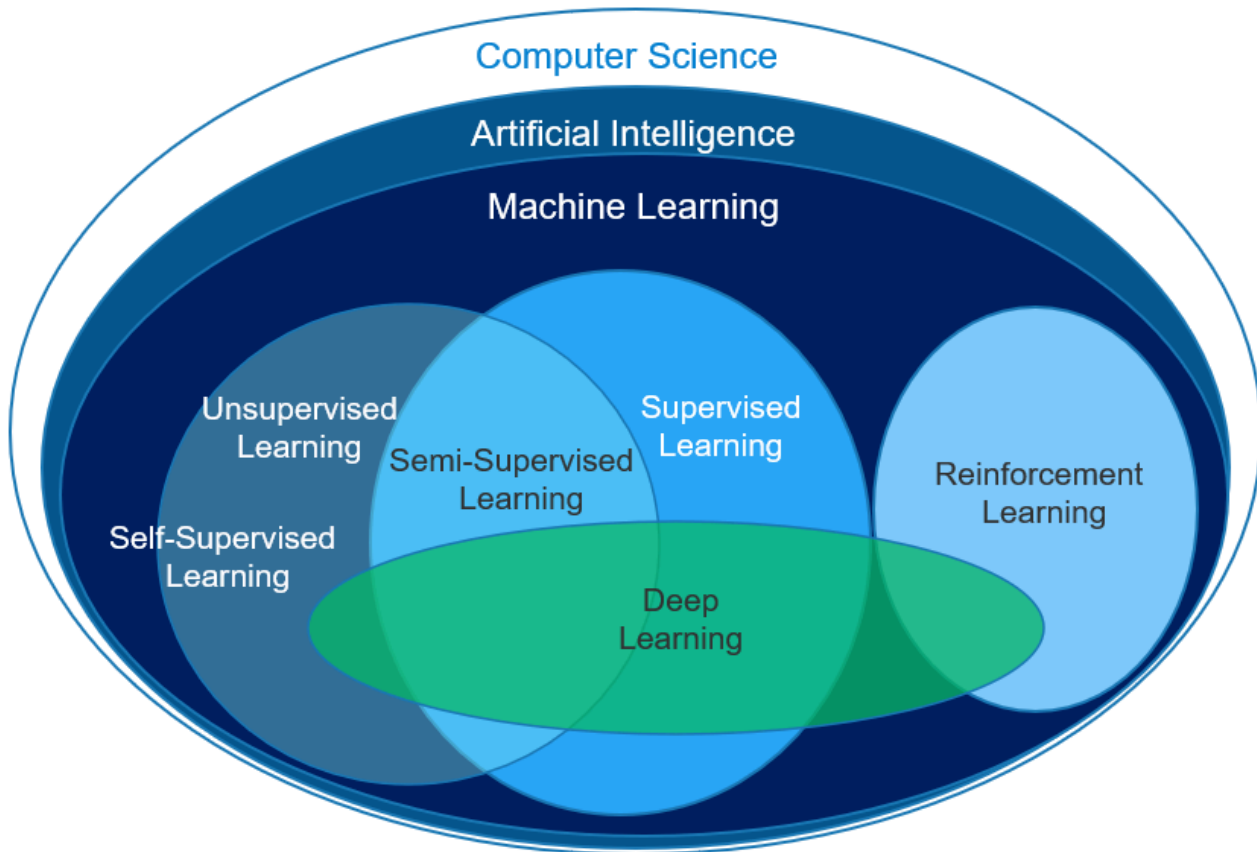 Computer Science
Artificial Intelligence
Machine Learning
Unsupervised
Learning
Semi-Supervised
Learning
Supervised
Learning
Reinforcement
Learning
Self-Supervised
Learning
Deep
Learning